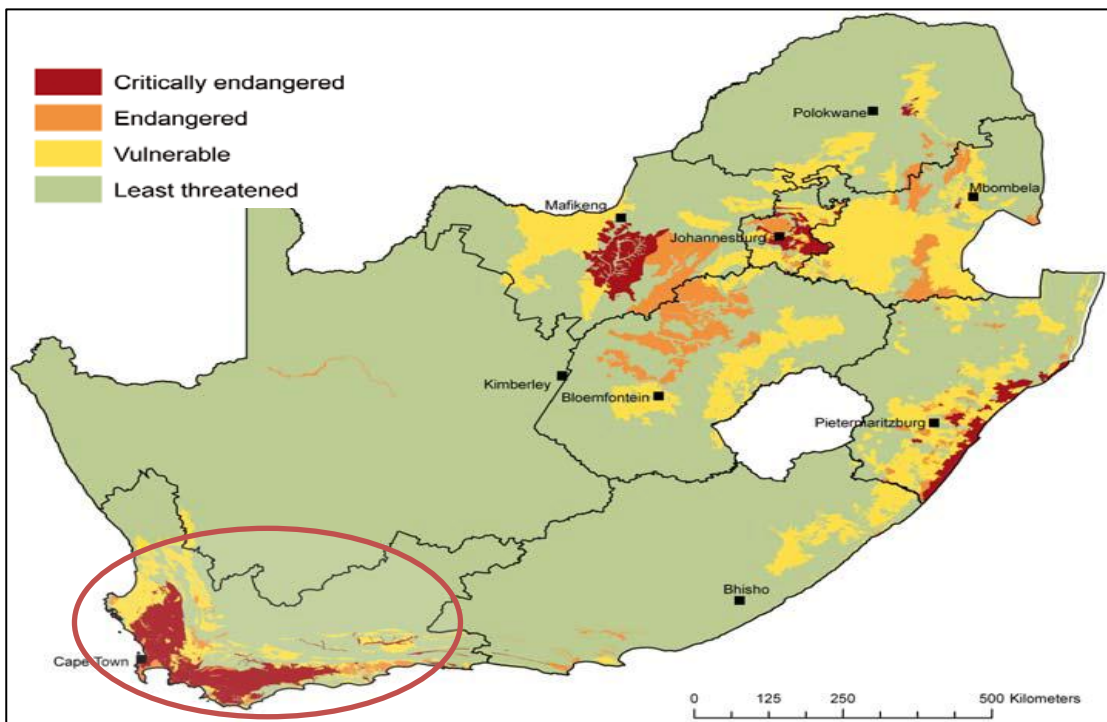 Critically endangered
Endangered
Vulnerable
Least threatened
Polokwane
Mbombela
Mafikeng
Johannesburg
Kimberley
Bloemfontein
Pietermaritzburg
Bhisho
Cape Town
0 125 250 500 Kilometers